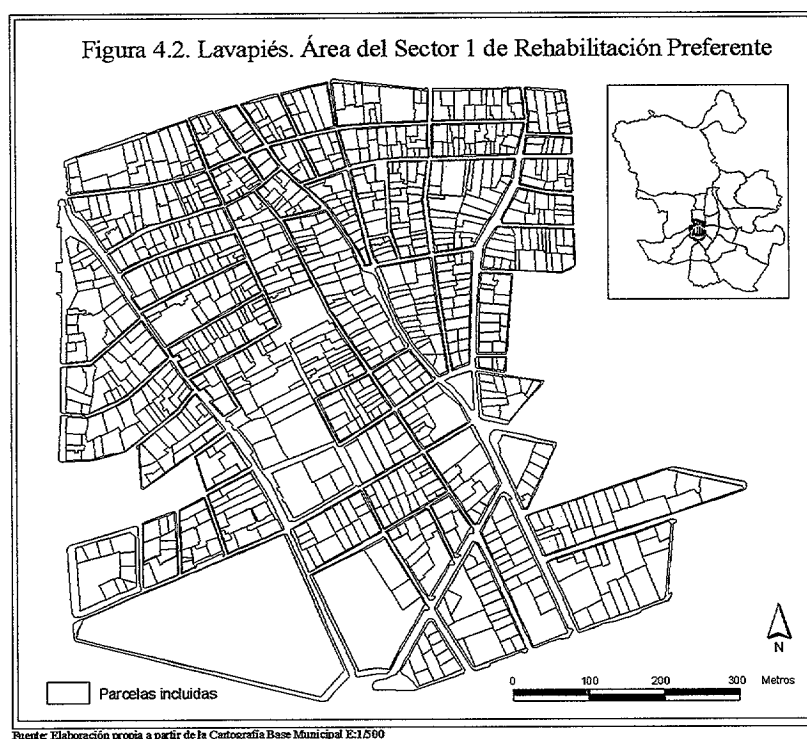 Figura 4.2. Lavapiés. Área del Sector 1 de Rehabilitación Preferente
N
Parcelas incluidas
0 100 200 300 Metros
Fuente: Elaboración propia a partir de la Cartografía Base Municipal E:1/500